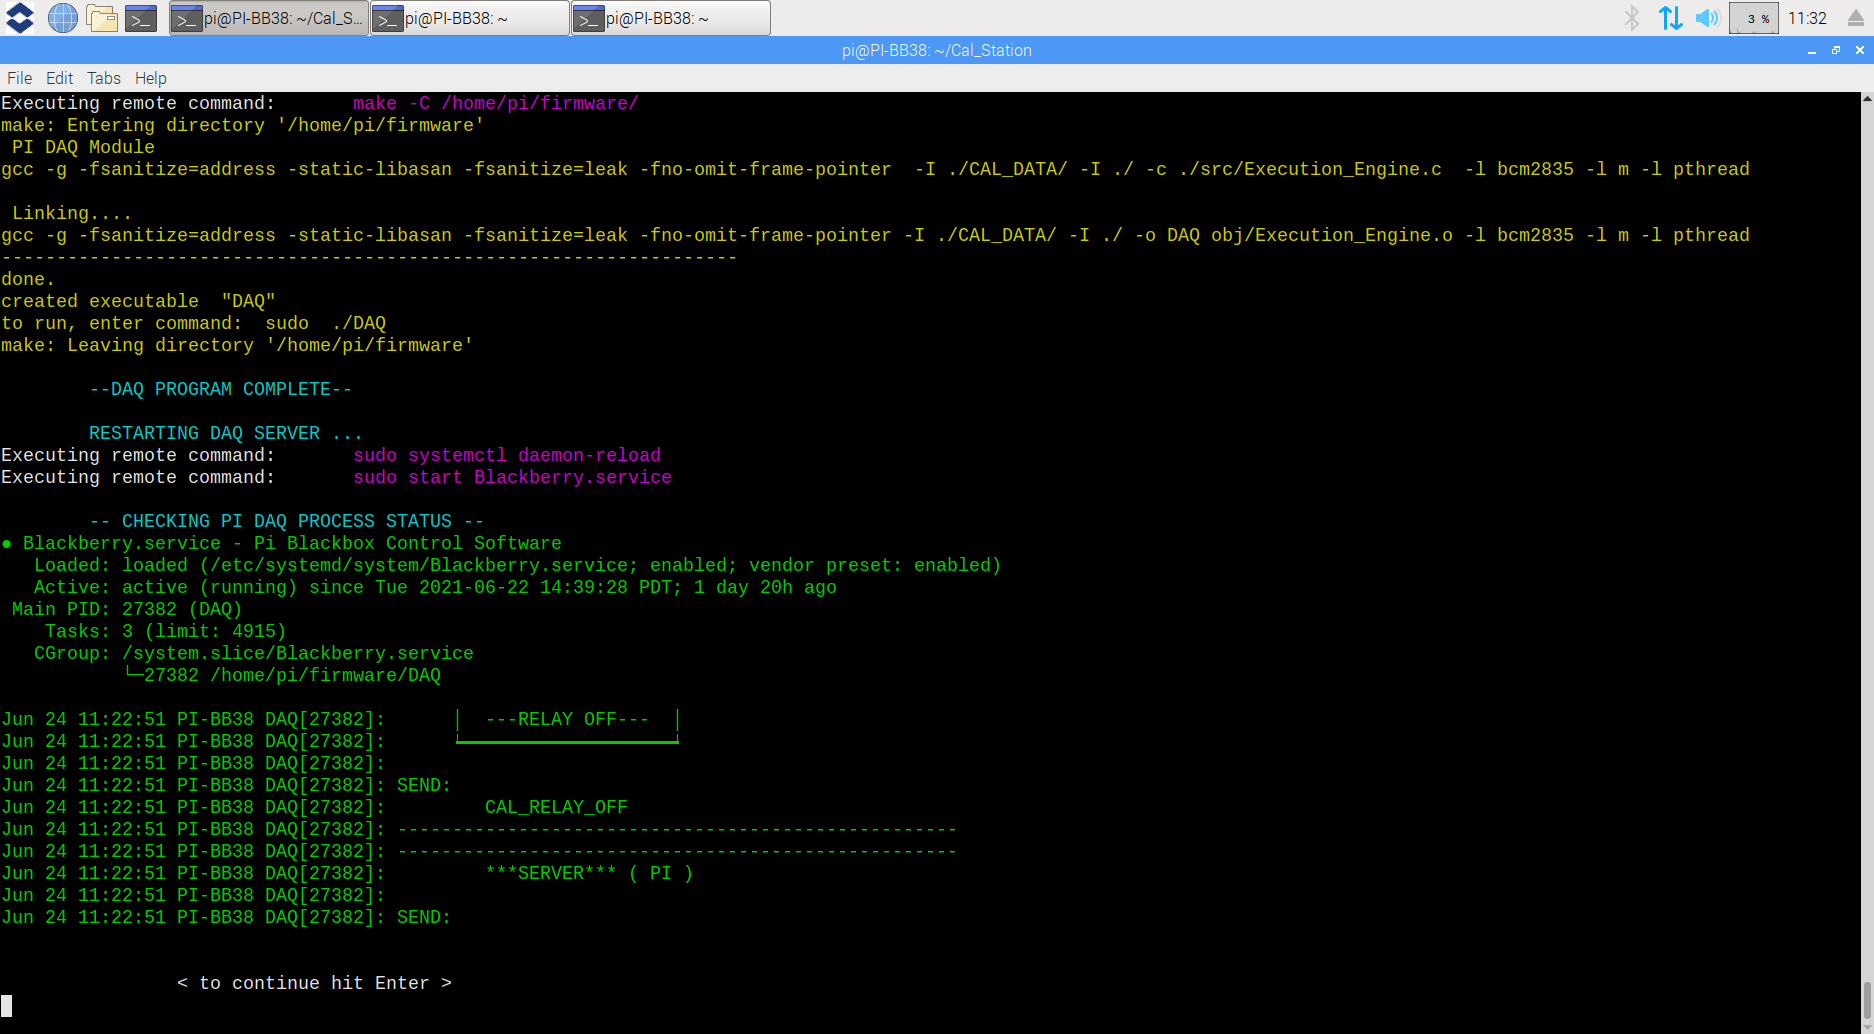 pi@PI-BB38: ~/Cal_S... pi@PI-BB38: ~ pi@PI-BB38: ~ 3 % 11:32
pi@PI-BB38: ~/Cal_Station
File Edit Tabs Help
Executing remote command: make -C /home/pi/firmware/
make: Entering directory '/home/pi/firmware'
PI DAQ Module
gcc -g -fsanitize=address -static-libasan -fsanitize=leak -fno-omit-frame-pointer -I ./CAL_DATA/ -I ./ -c ./src/Execution_Engine.c -l bcm2835 -l m -l pthread
Linking....
gcc -g -fsanitize=address -static-libasan -fsanitize=leak -fno-omit-frame-pointer -I ./CAL_DATA/ -I ./ -o DAQ obj/Execution_Engine.o -l bcm2835 -l m -l pthread
-------------------------------------------------------------------
done.
created executable "DAQ"
to run, enter command: sudo ./DAQ
make: Leaving directory '/home/pi/firmware'
--DAQ PROGRAM COMPLETE--
RESTARTING DAQ SERVER ...
Executing remote command: sudo systemctl daemon-reload
Executing remote command: sudo start Blackberry.service
-- CHECKING PI DAQ PROCESS STATUS --
● Blackberry.service - Pi Blackbox Control Software
Loaded: loaded (/etc/systemd/system/Blackberry.service; enabled; vendor preset: enabled)
Active: active (running) since Tue 2021-06-22 14:39:28 PDT; 1 day 20h ago
Main PID: 27382 (DAQ)
Tasks: 3 (limit: 4915)
CGroup: /system.slice/Blackberry.service
└─27382 /home/pi/firmware/DAQ
Jun 24 11:22:51 PI-BB38 DAQ[27382]: | ---RELAY OFF--- |
Jun 24 11:22:51 PI-BB38 DAQ[27382]:
Jun 24 11:22:51 PI-BB38 DAQ[27382]:
Jun 24 11:22:51 PI-BB38 DAQ[27382]: SEND:
Jun 24 11:22:51 PI-BB38 DAQ[27382]: CAL_RELAY_OFF
Jun 24 11:22:51 PI-BB38 DAQ[27382]: ---------------------------------------------------
Jun 24 11:22:51 PI-BB38 DAQ[27382]: ---------------------------------------------------
Jun 24 11:22:51 PI-BB38 DAQ[27382]: ***SERVER*** ( PI )
Jun 24 11:22:51 PI-BB38 DAQ[27382]:
Jun 24 11:22:51 PI-BB38 DAQ[27382]: SEND:
< to continue hit Enter >